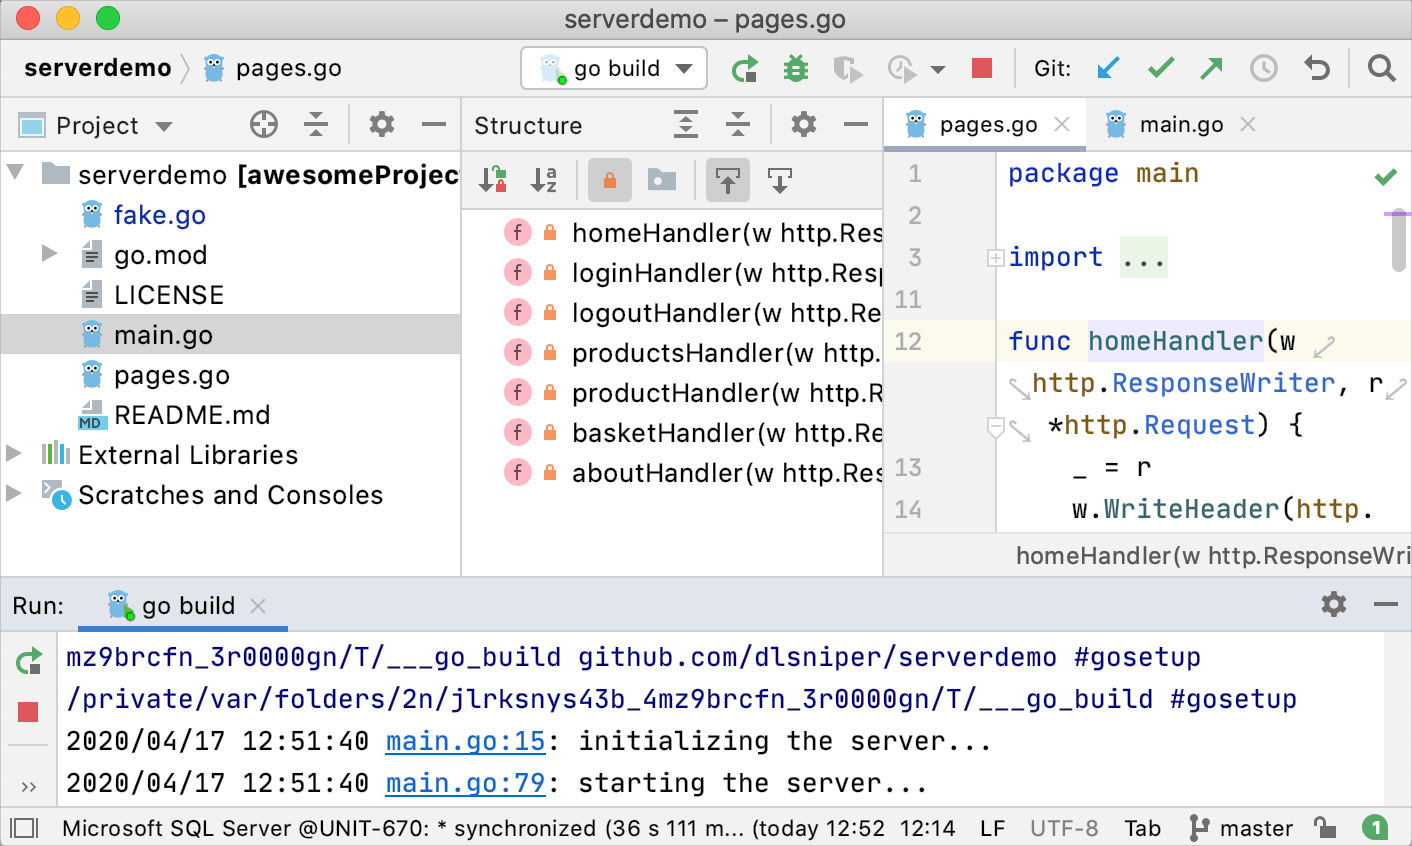 serverdemo – pages.go
serverdemo pages.go go build Git:
Project
serverdemo [awesomeProjec
fake.go
go.mod
LICENSE
main.go
pages.go
MD README.md
External Libraries
Scratches and Consoles
Structure
a
z
f homeHandler(w http.Res
f loginHandler(w http.Resp
f logoutHandler(w http.Re
f productsHandler(w http.
f productHandler(w http.R
f basketHandler(w http.Re
f aboutHandler(w http.Res
pages.go main.go
1 package main
2
3 import ...
11
12 func homeHandler(w
http.ResponseWriter, r
*http.Request) {
13 _ = r
14 w.WriteHeader(http.
homeHandler(w http.ResponseWri
Run: go build
mz9brcfn_3r0000gn/T/___go_build github.com/dlsniper/serverdemo #gosetup
/private/var/folders/2n/jlrksnys43b_4mz9brcfn_3r0000gn/T/___go_build #gosetup
2020/04/17 12:51:40 main.go:15: initializing the server...
2020/04/17 12:51:40 main.go:79: starting the server...
Microsoft SQL Server @UNIT-670: * synchronized (36 s 111 m... (today 12:52 12:14 LF UTF-8 Tab master 1